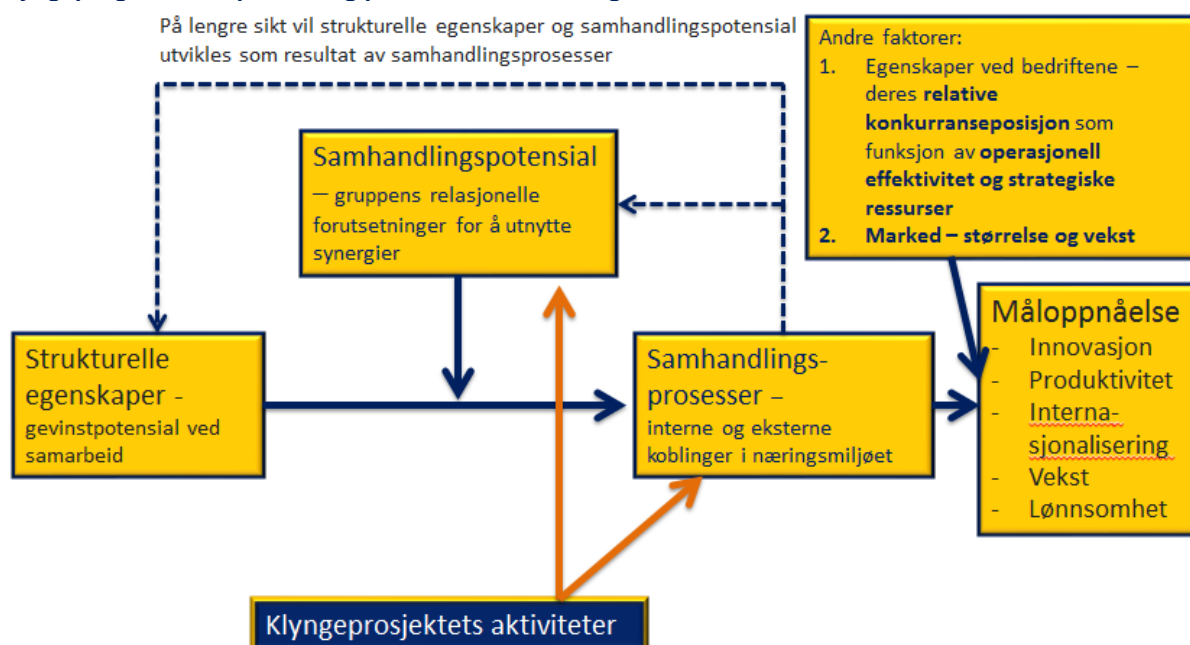 På lengre sikt vil strukturelle egenskaper og samhandlingspotensial
utvikles som resultat av samhandlingsprosesser
Andre faktorer:
1. Egenskaper ved bedriftene –
deres relative
konkurranseposisjon som
funksjon av operasjonell
effektivitet og strategiske
ressurser
2. Marked – størrelse og vekst
Samhandlingspotensial
– gruppens relasjonelle
forutsetninger for å utnytte
synergier
Strukturelle
egenskaper -
gevinstpotensial ved
samarbeid
Samhandlings-
prosesser –
interne og eksterne
koblinger i næringsmiljøet
Måloppnåelse
- Innovasjon
- Produktivitet
- Interna-
sjonalisering
- Vekst
- Lønnsomhet
Klyngeprosjektets aktiviteter